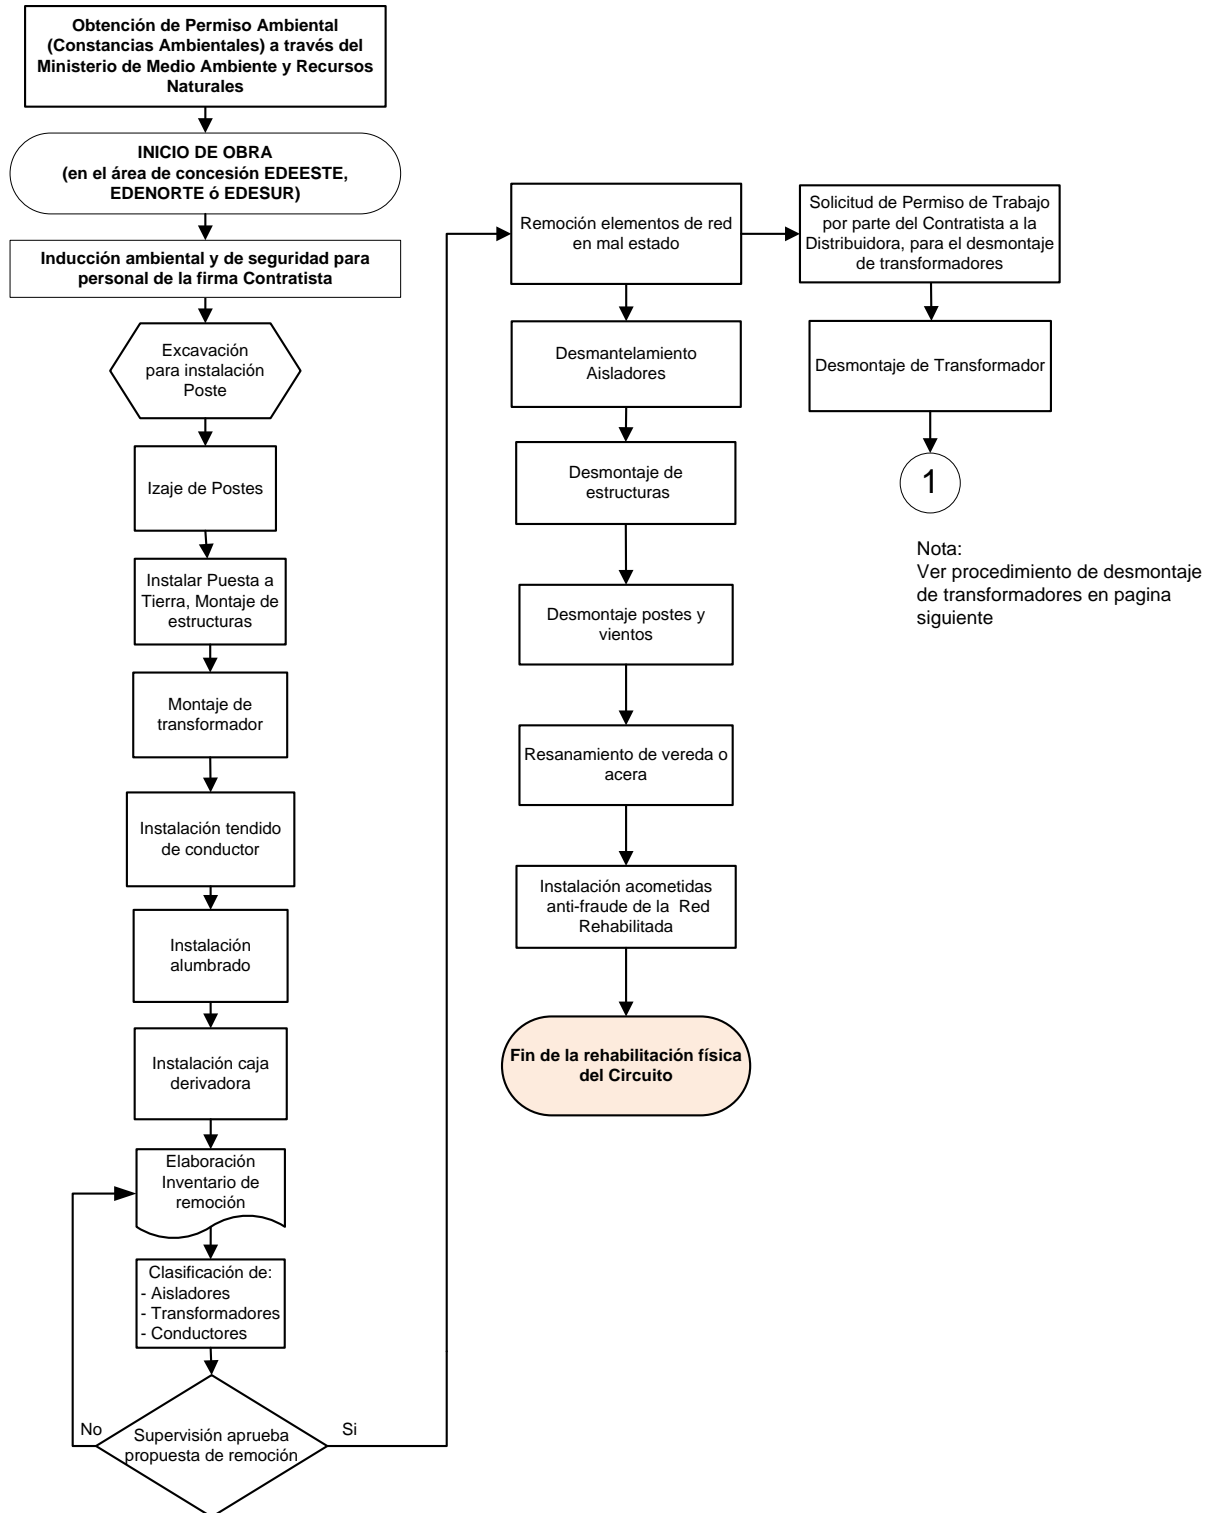 Obtención de Permiso Ambiental
(Constancias Ambientales) a través del
Ministerio de Medio Ambiente y Recursos
Naturales
INICIO DE OBRA
(en el área de concesión EDEESTE,
EDENORTE ó EDESUR)
Inducción ambiental y de seguridad para
personal de la firma Contratista
Excavación
para instalación
Poste
Izaje de Postes
Instalar Puesta a
Tierra, Montaje de
estructuras
Montaje de
transformador
Instalación tendido
de conductor
Instalación
alumbrado
Instalación caja
derivadora
Elaboración
Inventario de
remoción
Clasificación de:
- Aisladores
- Transformadores
- Conductores
No
Supervisión aprueba
propuesta de remoción
Si
Remoción elementos de red
en mal estado
Desmantelamiento
Aisladores
Desmontaje de
estructuras
Desmontaje postes y
vientos
Resanamiento de vereda o
acera
Instalación acometidas
anti-fraude de la Red
Rehabilitada
Fin de la rehabilitación física
del Circuito
Solicitud de Permiso de Trabajo
por parte del Contratista a la
Distribuidora, para el desmontaje
de transformadores
Desmontaje de Transformador
1
Nota:
Ver procedimiento de desmontaje
de transformadores en pagina
siguiente